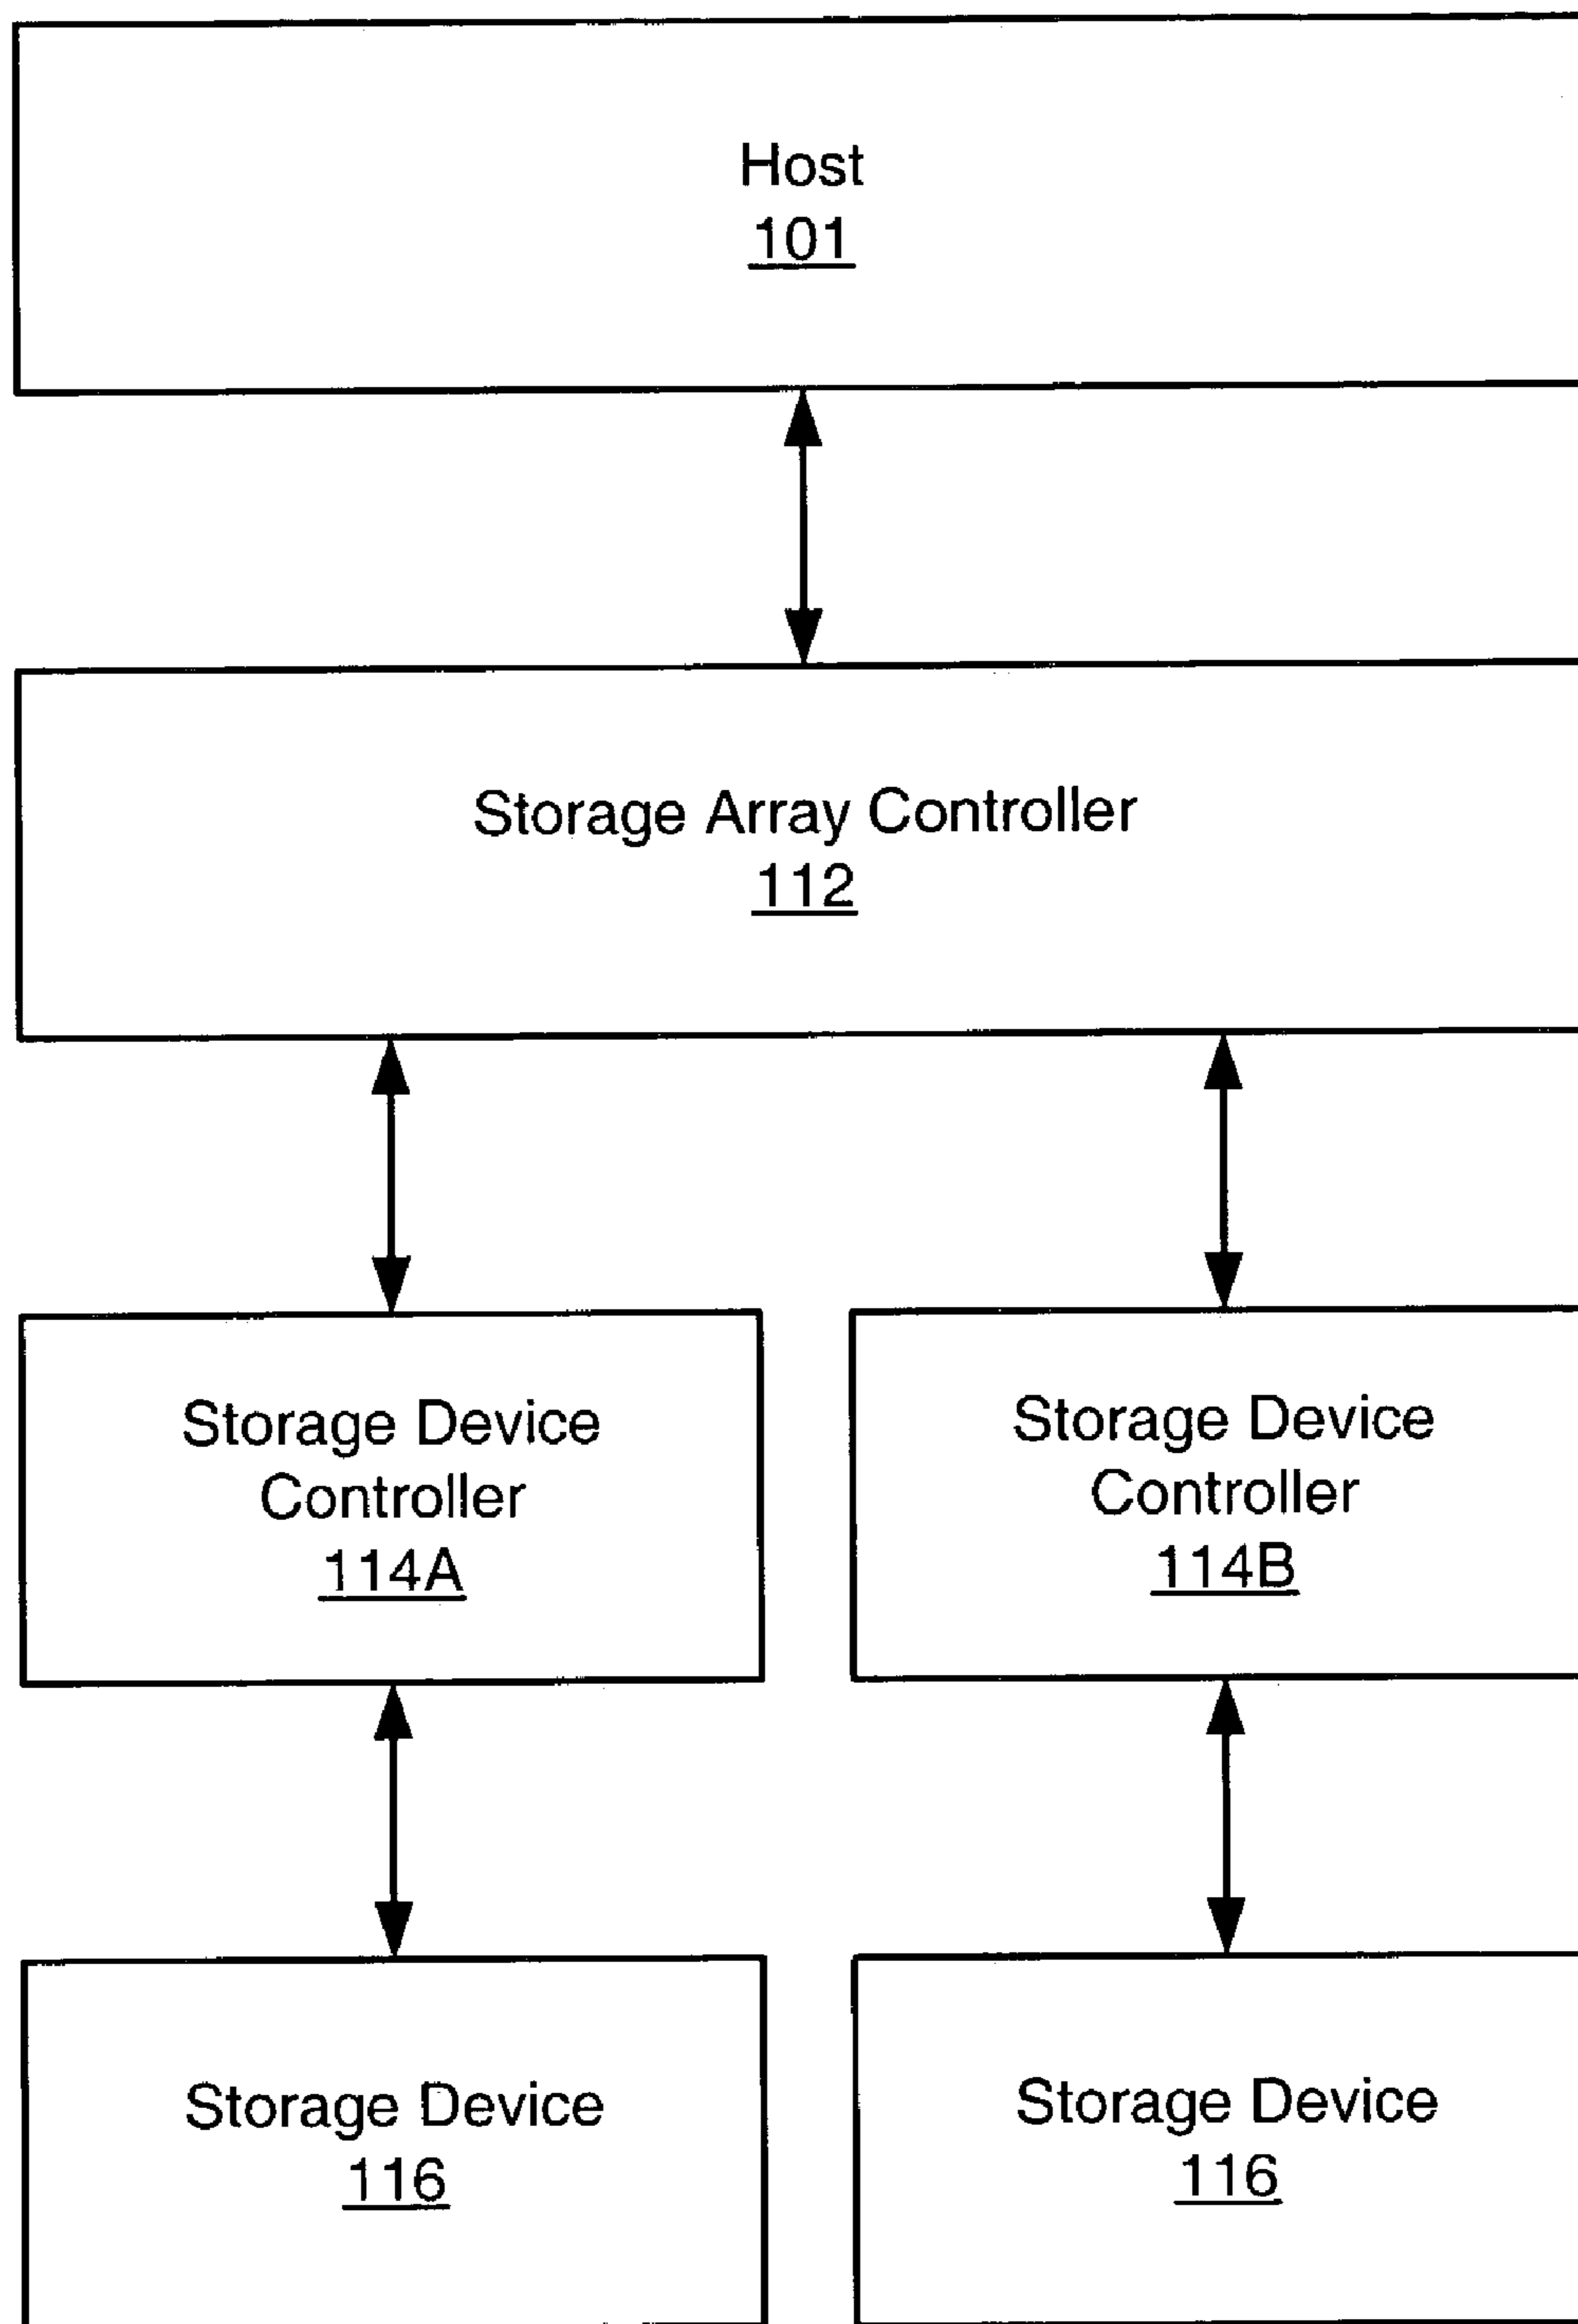 Host
101
Storage Array Controller
112
Storage Device
Controller
114A
Storage Device
Controller
114B
Storage Device
116
Storage Device
116